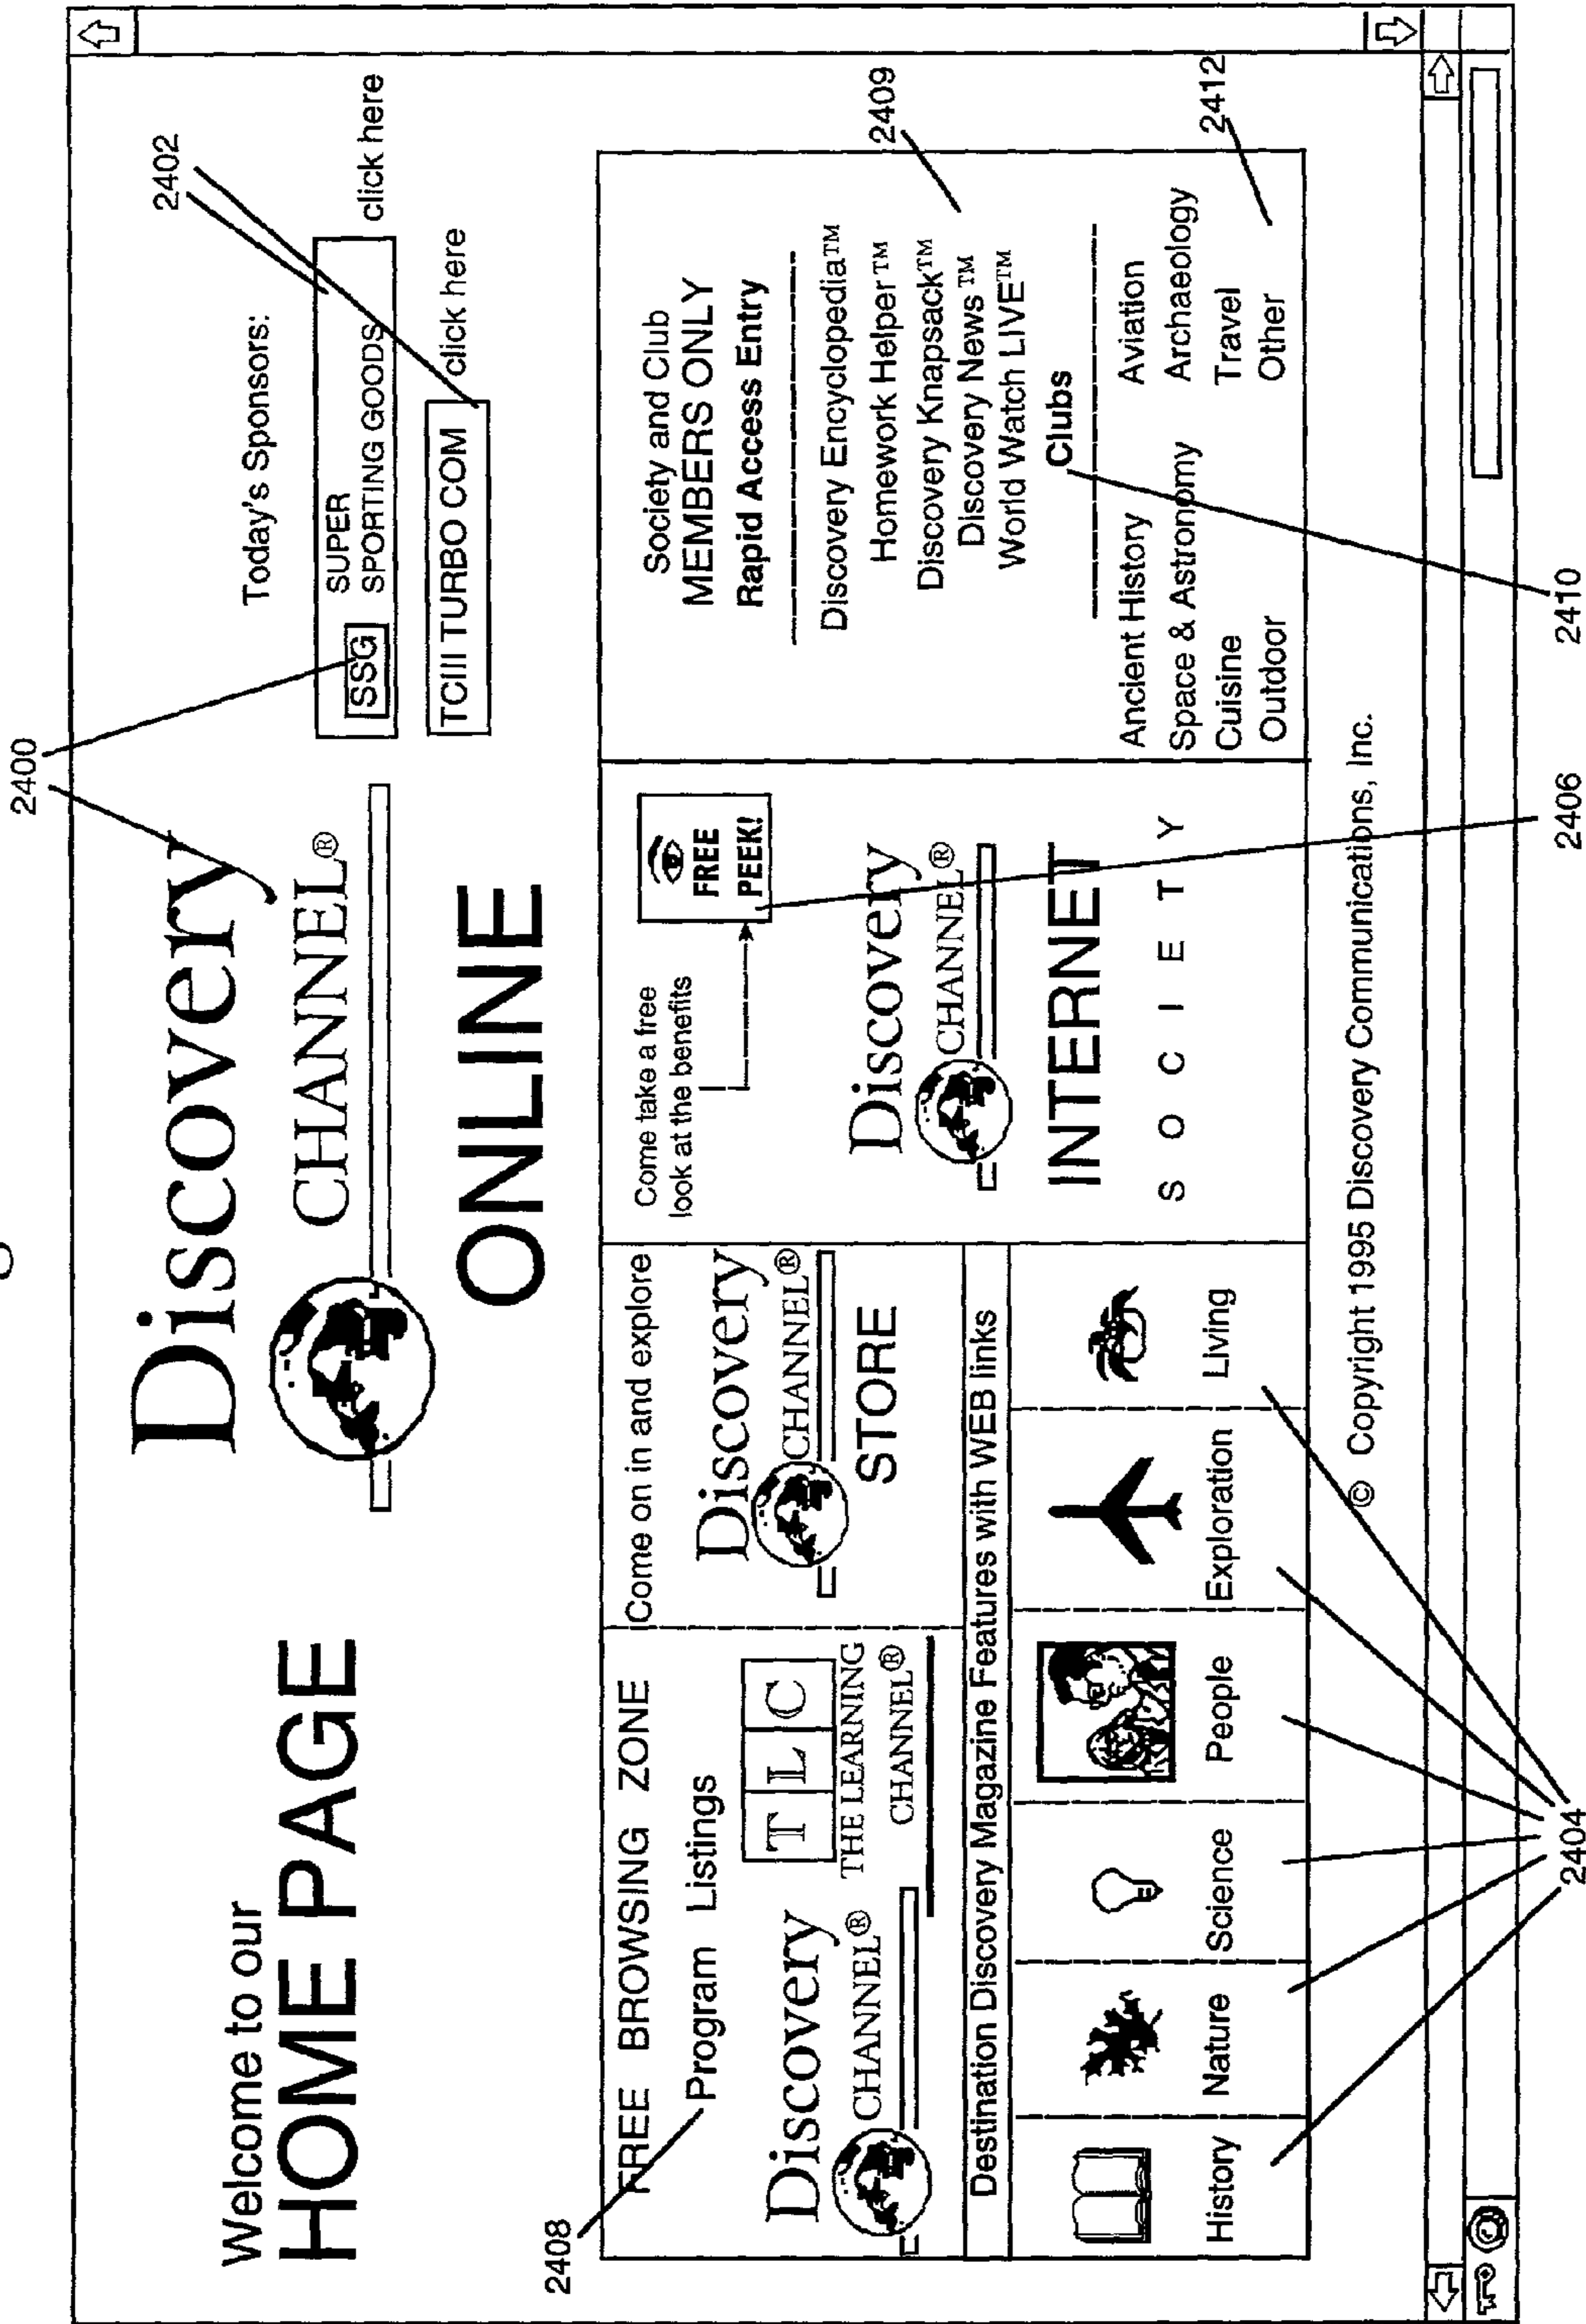 2400
Welcome to our
HOME PAGE
Discovery
CHANNEL®
ONLINE
Today's Sponsors:
2402
SSG
SUPER
SPORTING GOODS
click here
TCIII TURBO COM
click here
2408
FREE BROWSING ZONE
Program Listings
Discovery
CHANNEL®
T L C
THE LEARNING
CHANNEL®
Come on in and explore
Discovery
CHANNEL®
STORE
Destination Discovery Magazine Features with WEB links
History
Nature
Science
People
Exploration
Living
2404
Come take a free
look at the benefits
FREE
PEEK!
Discovery
CHANNEL®
INTERNET
S O C I E T Y
2406
Society and Club
MEMBERS ONLY
Rapid Access Entry
Discovery Encyclopedia™
Homework Helper™
Discovery Knapsack™
Discovery News™
World Watch LIVE™
2409
Clubs
2410
Ancient History Aviation
Space & Astronomy Archaeology
Cuisine Travel
Outdoor Other
2412
© Copyright 1995 Discovery Communications, Inc.